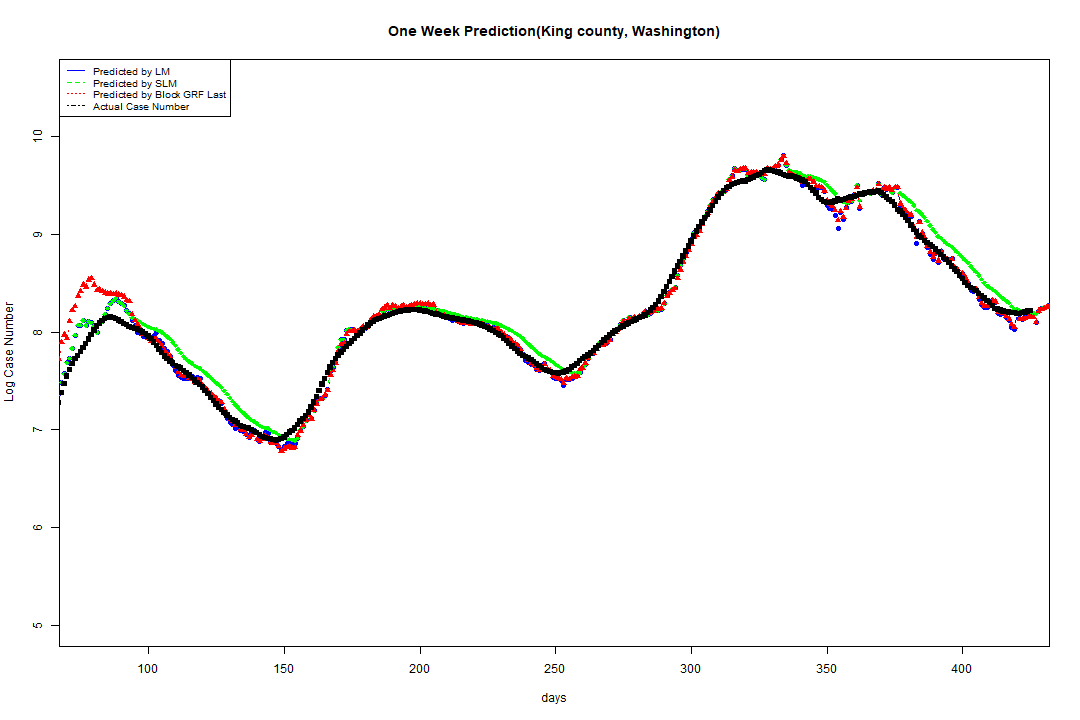 One Week Prediction(King county, Washington)
Predicted by LM
Predicted by SLM
Predicted by Block GRF Last
Actual Case Number
Log Case Number
10
9
8
7
6
5
100 150 200 250 300 350 400
days